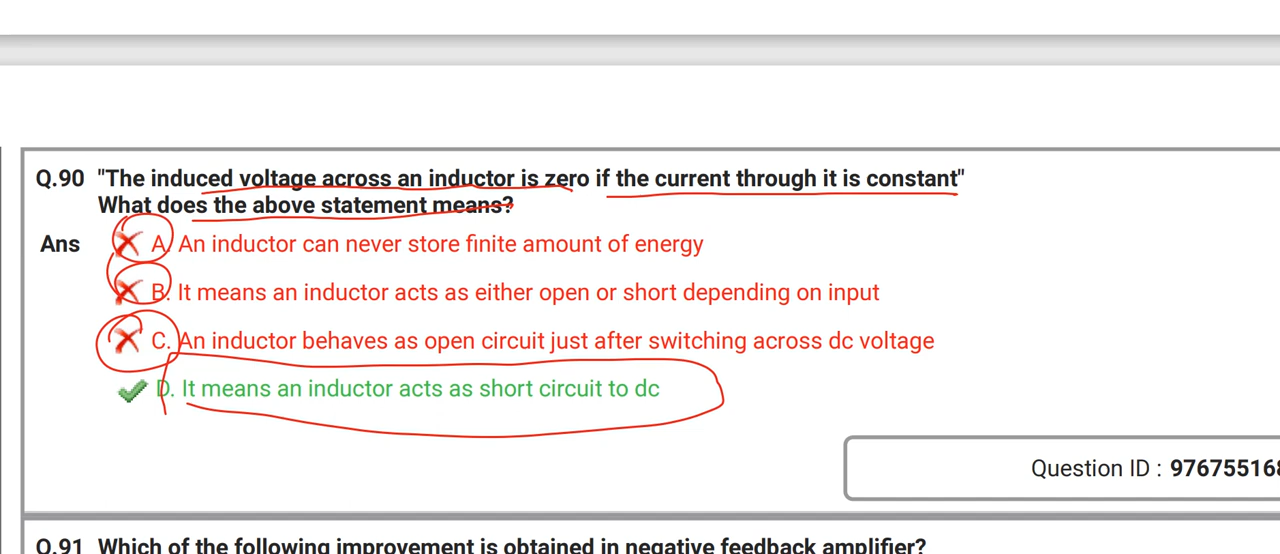 Q.90 "The induced voltage across an inductor is zero if the current through it is constant"
What does the above statement means?
Ans A. An inductor can never store finite amount of energy
B. It means an inductor acts as either open or short depending on input
C. An inductor behaves as open circuit just after switching across dc voltage
D. It means an inductor acts as short circuit to dc
Question ID : 97675516
Q.91 Which of the following improvement is obtained in negative feedback amplifier?